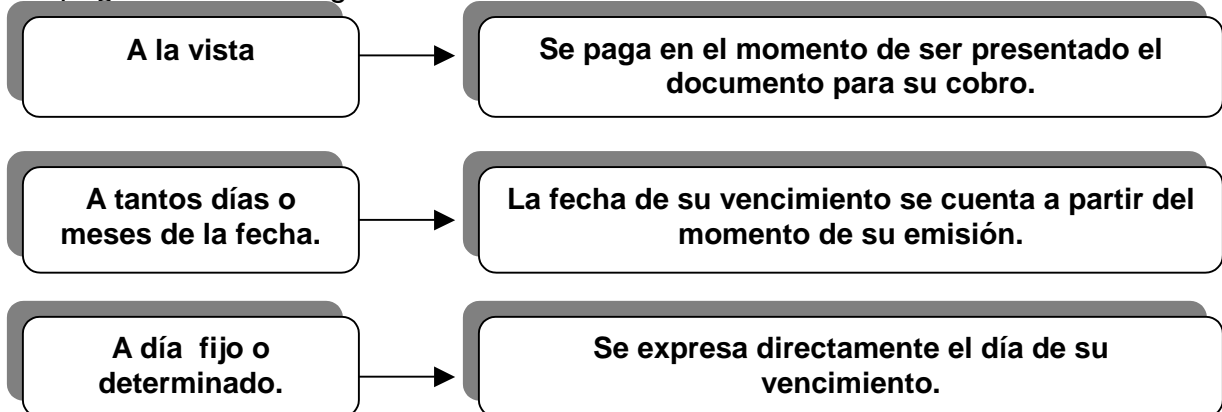 A la vista
Se paga en el momento de ser presentado el
documento para su cobro.
A tantos días o
meses de la fecha.
La fecha de su vencimiento se cuenta a partir del
momento de su emisión.
A día  fijo o
determinado.
Se expresa directamente el día de su
vencimiento.